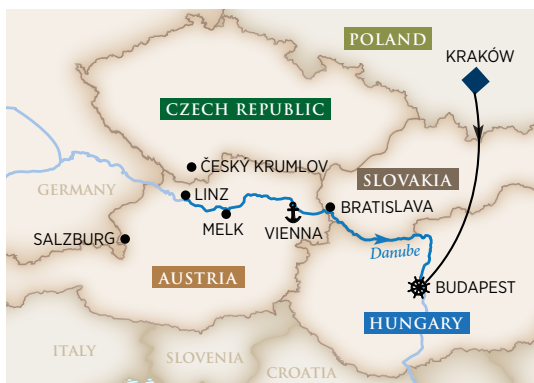 POLAND
KRAKÓW
CZECH REPUBLIC
ČESKÝ KRUMLOV
GERMANY
LINZ
SLOVAKIA
BRATISLAVA
MELK
VIENNA
SALZBURG
Danube
AUSTRIA
BUDAPEST
HUNGARY
ITALY
SLOVENIA
CROATIA